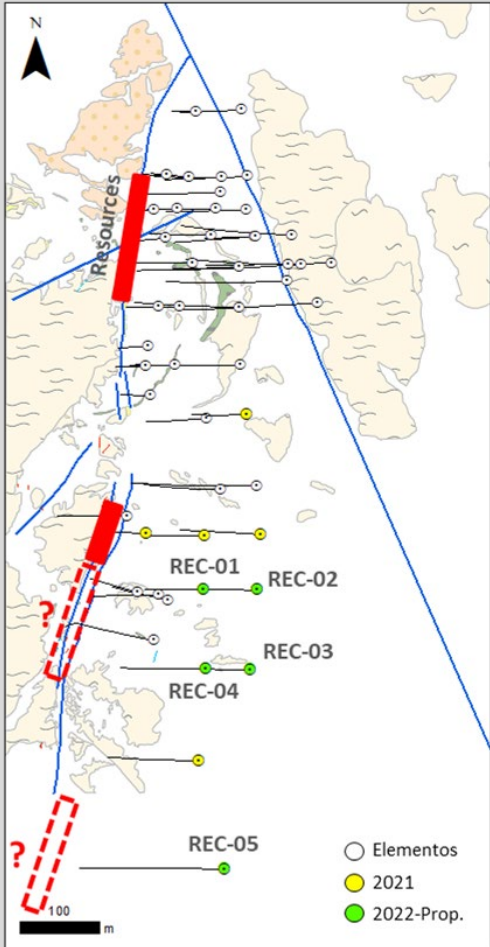 N
Resources
REC-01
REC-02
?
REC-03
REC-04
REC-05
?
Elementos
2021
2022-Prop.
100
m